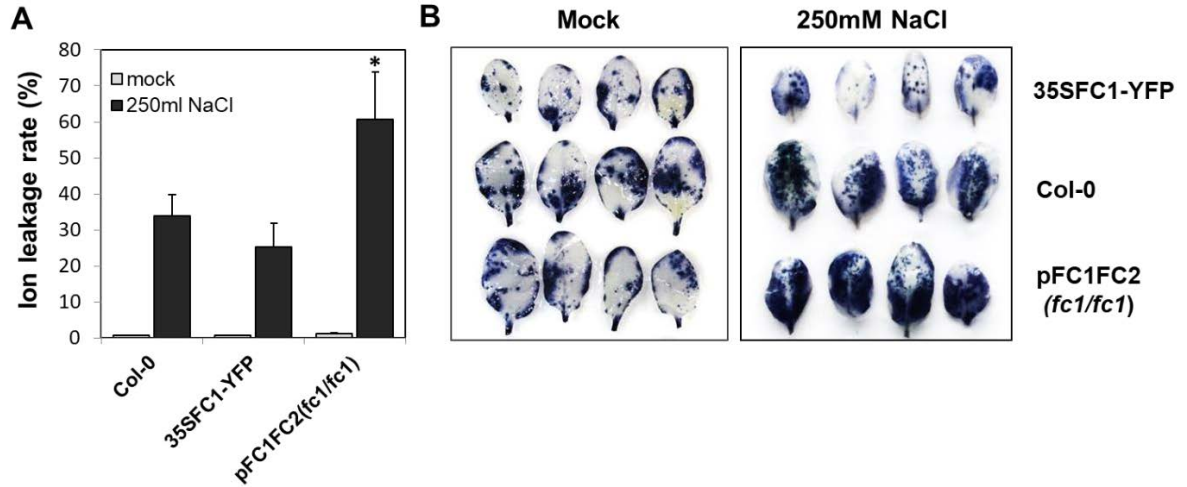 A
Ion leakage rate (%)
80
70
60
50
40
30
20
10
0
mock
250ml NaCl
*
Col-0
35SFC1-YFP
pFC1FC2(fc1/fc1)
B
Mock
250mM NaCl
35SFC1-YFP
Col-0
pFC1FC2
(fc1/fc1)